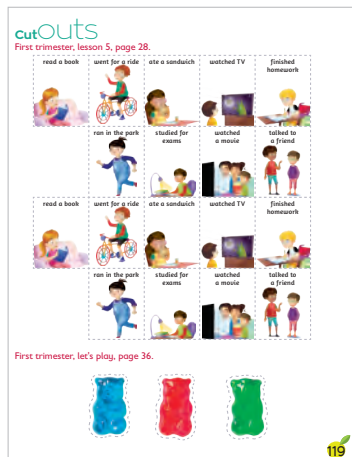 cutouts
First trimester, lesson 5, page 28.
read a book went for a ride ate a sandwich watched TV finished
homework
ran in the park studied for
exams watched
a movie talked to
a friend
read a book went for a ride ate a sandwich watched TV finished
homework
ran in the park studied for
exams watched
a movie talked to
a friend
First trimester, let's play, page 36.
119